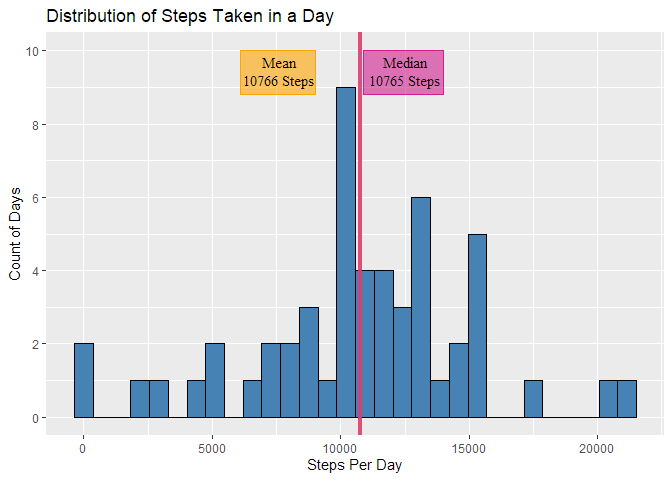 Distribution of Steps Taken in a Day
Mean
10766 Steps
Median
10765 Steps
Count of Days
10
8
6
4
2
0
0
5000
10000
15000
20000
Steps Per Day